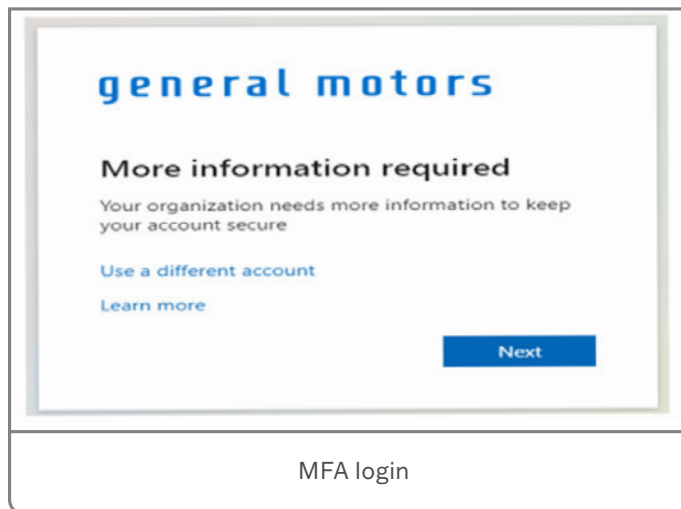 general motors
More information required
Your organization needs more information to keep
your account secure
Use a different account
Learn more
Next
MFA login